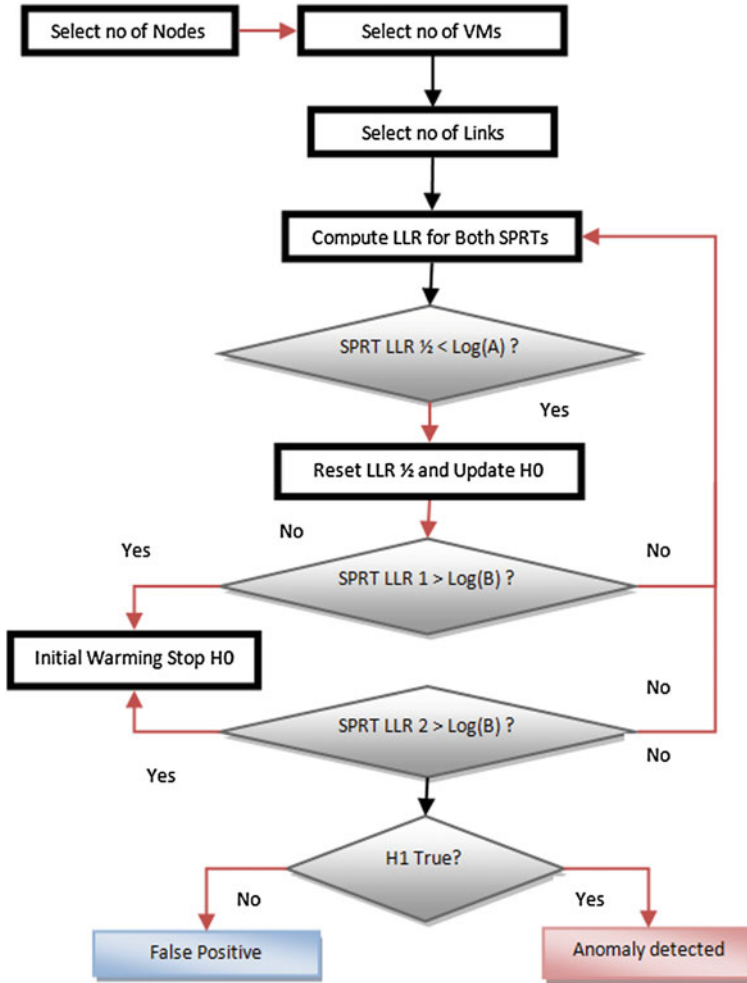 Select no of Nodes
Select no of VMs
Select no of Links
Compute LLR for Both SPRTs
SPRT LLR ½ < Log(A) ?
Yes
Reset LLR ½ and Update H0
No
Yes
No
SPRT LLR 1 > Log(B) ?
Initial Warming Stop H0
No
SPRT LLR 2 > Log(B) ?
No
Yes
H1 True?
No
Yes
False Positive
Anomaly detected